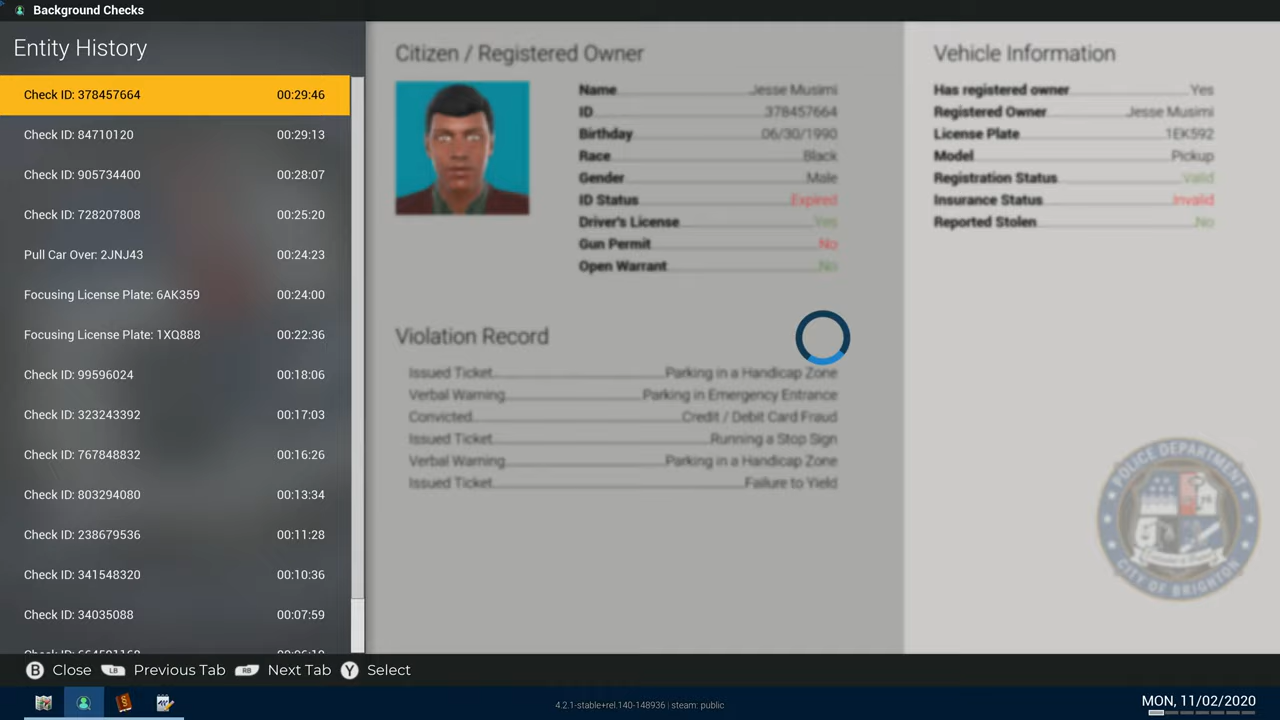 Background Checks
Entity History
Check ID: 378457664 00:29:46
Check ID: 84710120 00:29:13
Check ID: 905734400 00:28:07
Check ID: 728207808 00:25:20
Pull Car Over: 2JNJ43 00:24:23
Focusing License Plate: 6AK359 00:24:00
Focusing License Plate: 1XQ888 00:22:36
Check ID: 99596024 00:18:06
Check ID: 323243392 00:17:03
Check ID: 767848832 00:16:26
Check ID: 803294080 00:13:34
Check ID: 238679536 00:11:28
Check ID: 341548320 00:10:36
Check ID: 34035088 00:07:59
Citizen / Registered Owner
Name Jesse Musimi
ID 378457664
Birthday 06/30/1990
Race Black
Gender Male
ID Status Expired
Driver's License Yes
Gun Permit No
Open Warrant No
Violation Record
Issued Ticket Parking in a Handicap Zone
Verbal Warning Parking in Emergency Entrance
Convicted Credit / Debit Card Fraud
Issued Ticket Running a Stop Sign
Verbal Warning Parking in a Handicap Zone
Issued Ticket Failure to Yield
Vehicle Information
Has registered owner Yes
Registered Owner Jesse Musimi
License Plate 1EK592
Model Pickup
Registration Status Valid
Insurance Status Invalid
Reported Stolen No
POLICE DEPARTMENT
CITY OF BRIGHTON
B Close LB Previous Tab RB Next Tab Y Select
4.2.1-stable+rel.140-148936 | steam: public
MON, 11/02/2020